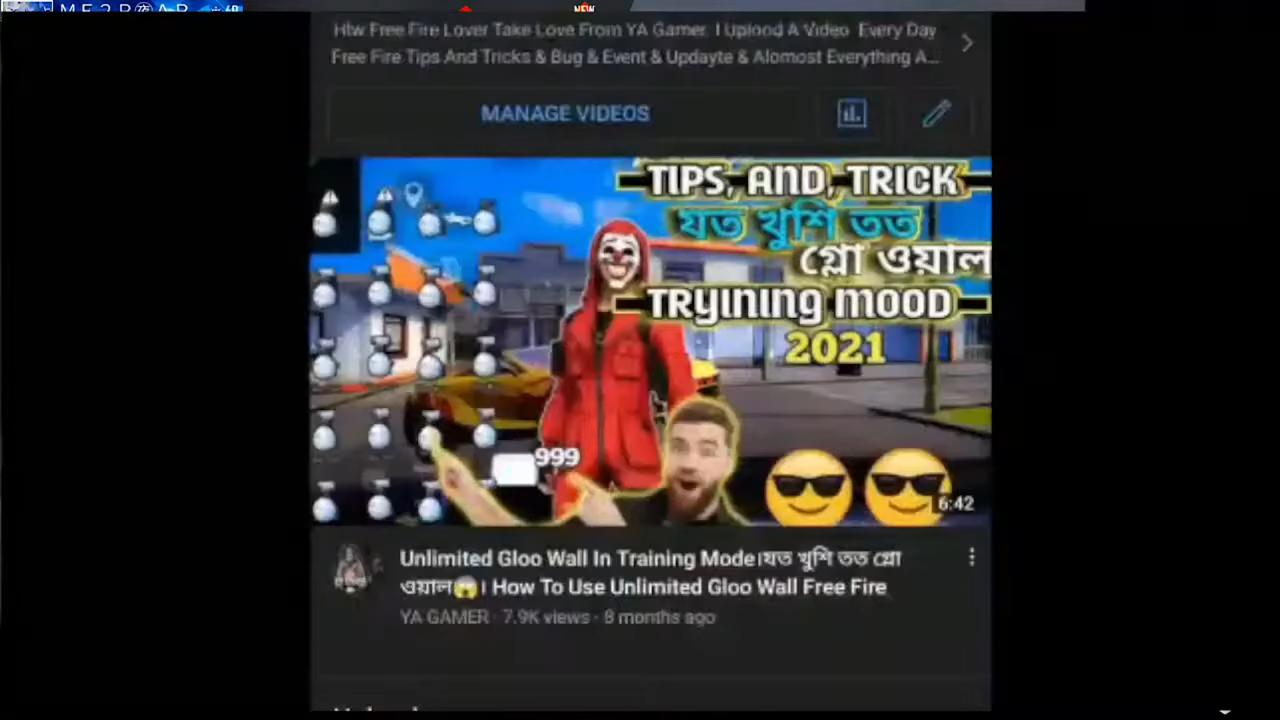 NEW
Htw Free Fire Lover Take Love From YA Gamer I Uplond A Video Every Day
Free Fire Tips And Tricks & Bug & Event & Updayte & Alomost Everything A...
MANAGE VIDEOS
TIPS, AND, TRICK
যত খুশি তত
গ্লো ওয়াল
TRYINING MOOD
2021
999
6:42
Unlimited Gloo Wall In Training Mode।যত খুশি তত গ্লো
ওয়াল😱। How To Use Unlimited Gloo Wall Free Fire
YA GAMER · 7.9K views · 8 months ago